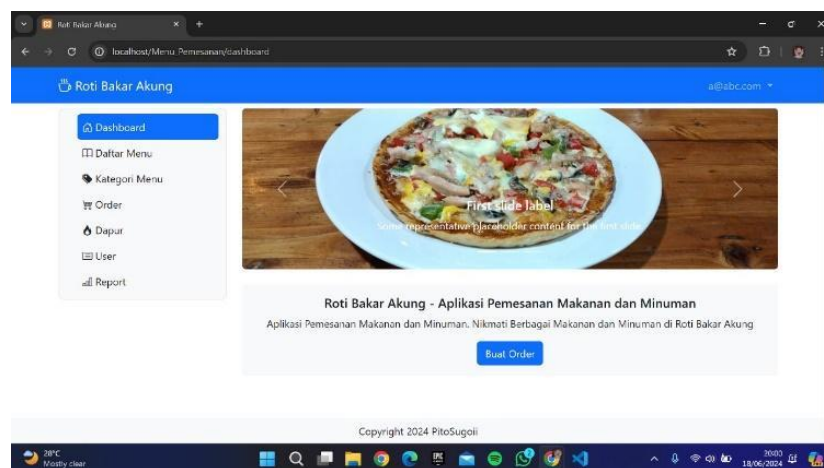 Roti Bakar Akung
localhost/Menu_Pemesanan/dashboard
Roti Bakar Akung
a@abc.com
Dashboard
Daftar Menu
Kategori Menu
Order
Dapur
User
Report
First slide label
Some representative placeholder content for the first slide.
Roti Bakar Akung - Aplikasi Pemesanan Makanan dan Minuman
Aplikasi Pemesanan Makanan dan Minuman. Nikmati Berbagai Makanan dan Minuman di Roti Bakar Akung
Buat Order
Copyright 2024 PitoSugoii
28°C
Mostly clear
20:00
18/06/2024